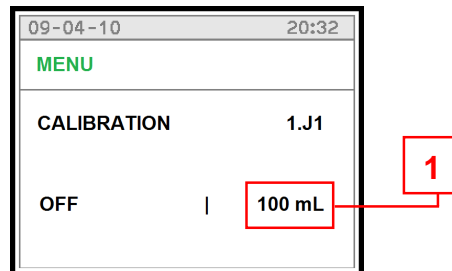 09-04-10 20:32
MENU
CALIBRATION 1.J1
1
OFF | 100 mL